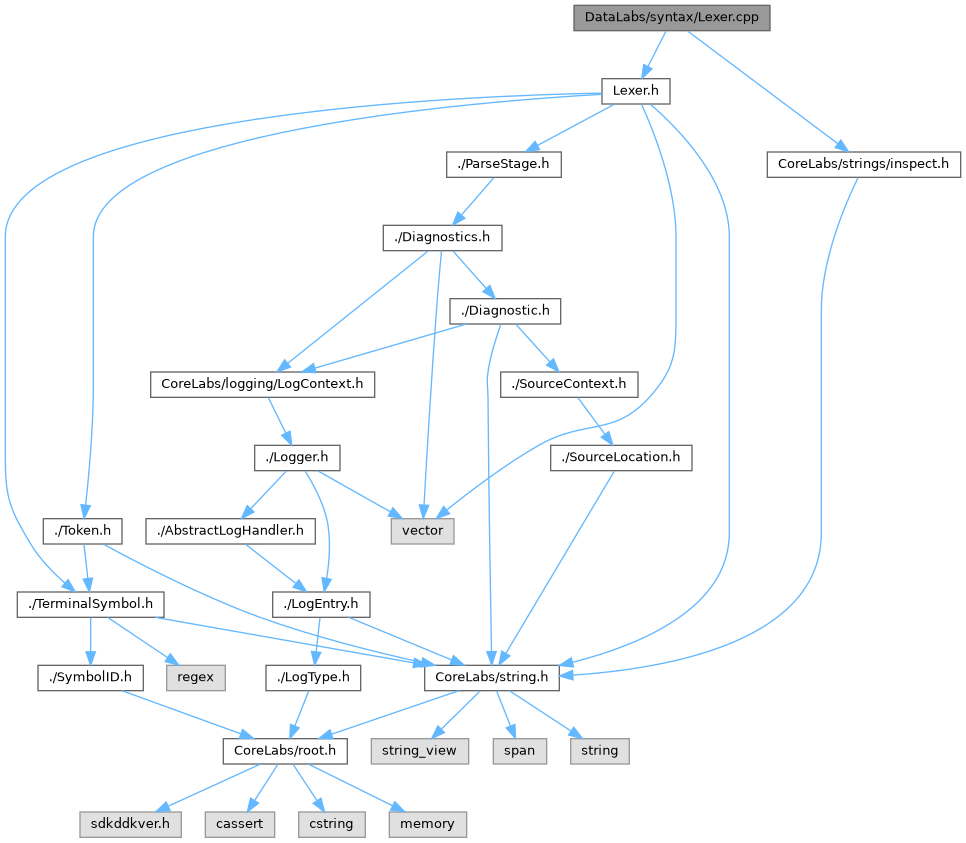 DataLabs/syntax/Lexer.cpp
Lexer.h
./ParseStage.h
CoreLabs/strings/inspect.h
./Diagnostics.h
./Diagnostic.h
CoreLabs/logging/LogContext.h
./SourceContext.h
./Logger.h
./SourceLocation.h
./Token.h
./AbstractLogHandler.h
vector
./TerminalSymbol.h
./LogEntry.h
./SymbolID.h
regex
./LogType.h
CoreLabs/string.h
CoreLabs/root.h
string_view
span
string
sdkddkver.h
cassert
cstring
memory